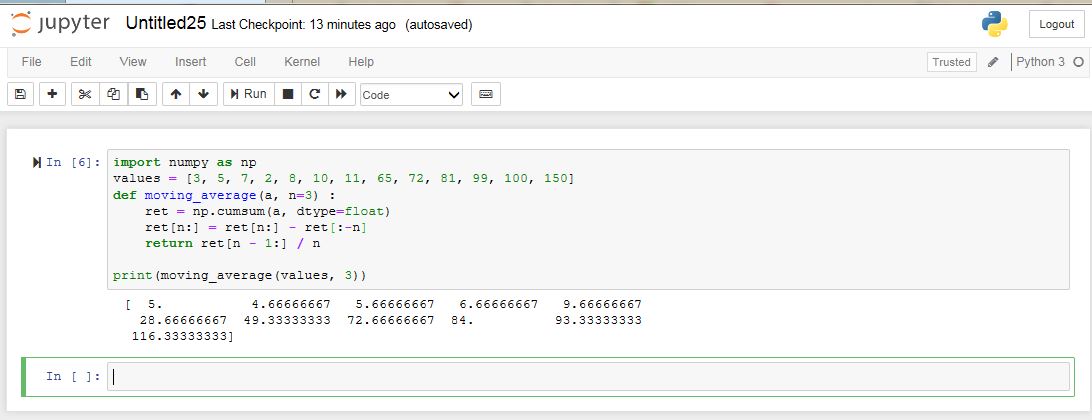 jupyter Untitled25 Last Checkpoint: 13 minutes ago (autosaved) Logout
File Edit View Insert Cell Kernel Help Trusted Python 3
Run Code
In [6]: import numpy as np
values = [3, 5, 7, 2, 8, 10, 11, 65, 72, 81, 99, 100, 150]
def moving_average(a, n=3) :
    ret = np.cumsum(a, dtype=float)
    ret[n:] = ret[n:] - ret[:-n]
    return ret[n - 1:] / n
print(moving_average(values, 3))
[  5.           4.66666667   5.66666667   6.66666667   9.66666667
  28.66666667  49.33333333  72.66666667  84.          93.33333333
 116.33333333]
In [ ]: